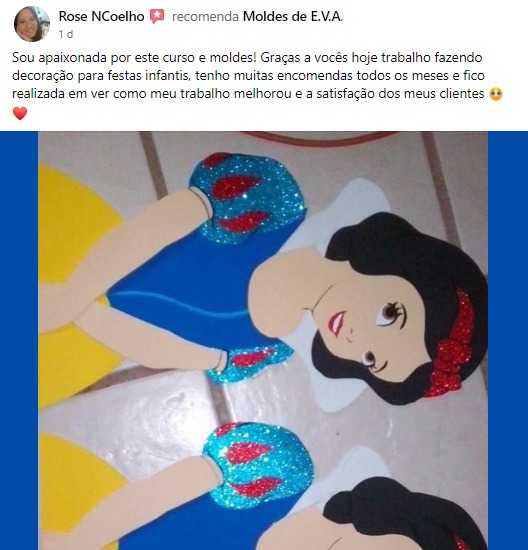 Rose NCoelho recomenda Moldes de E.V.A.
1 d
Sou apaixonada por este curso e moldes! Graças a vocês hoje trabalho fazendo
decoração para festas infantis, tenho muitas encomendas todos os meses e fico
realizada em ver como meu trabalho melhorou e a satisfação dos meus clientes 🥹
❤️